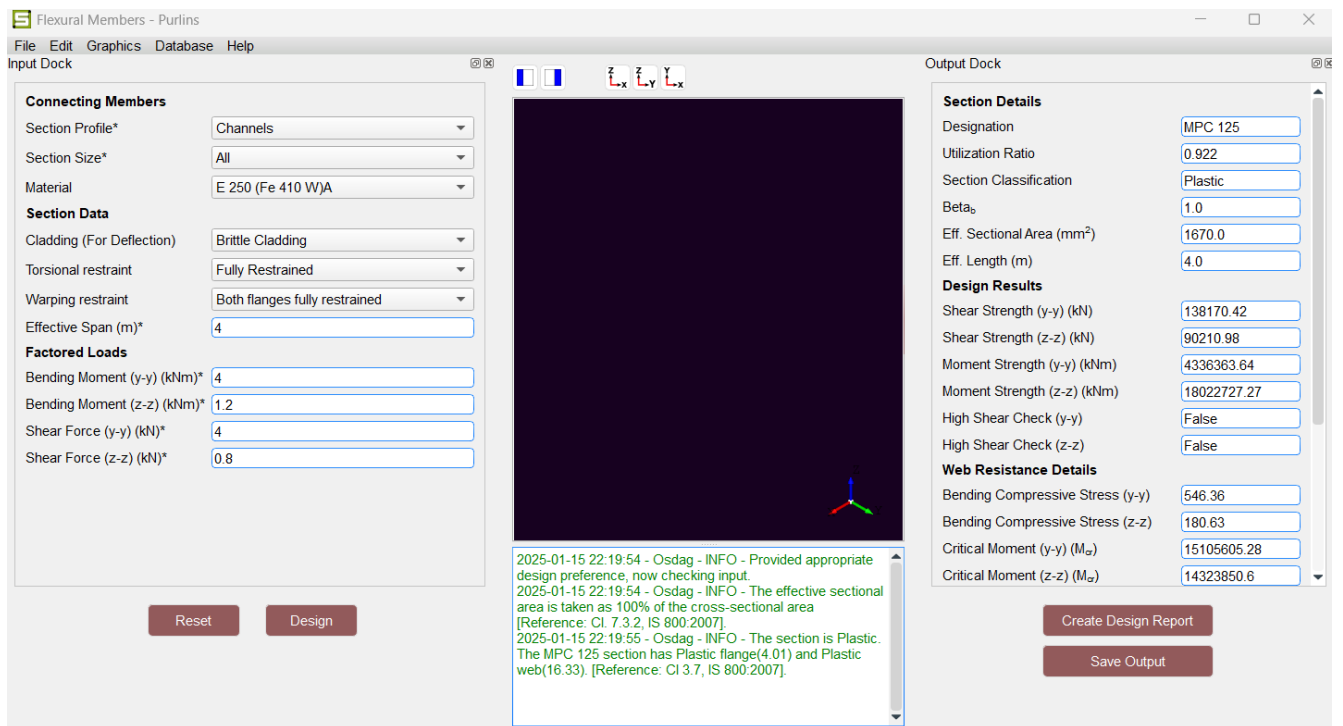 Flexural Members - Purlins
File Edit Graphics Database Help
Input Dock
Connecting Members
Section Profile* Channels
Section Size* All
Material E 250 (Fe 410 W)A
Section Data
Cladding (For Deflection) Brittle Cladding
Torsional restraint Fully Restrained
Warping restraint Both flanges fully restrained
Effective Span (m)* 4
Factored Loads
Bending Moment (y-y) (kNm)* 4
Bending Moment (z-z) (kNm)* 1.2
Shear Force (y-y) (kN)* 4
Shear Force (z-z) (kN)* 0.8
Reset Design
Z X Z Y Y X
2025-01-15 22:19:54 - Osdag - INFO - Provided appropriate
design preference, now checking input.
2025-01-15 22:19:54 - Osdag - INFO - The effective sectional
area is taken as 100% of the cross-sectional area
[Reference: Cl. 7.3.2, IS 800:2007].
2025-01-15 22:19:55 - Osdag - INFO - The section is Plastic.
The MPC 125 section has Plastic flange(4.01) and Plastic
web(16.33). [Reference: Cl 3.7, IS 800:2007].
Output Dock
Section Details
Designation MPC 125
Utilization Ratio 0.922
Section Classification Plastic
Beta_b 1.0
Eff. Sectional Area (mm²) 1670.0
Eff. Length (m) 4.0
Design Results
Shear Strength (y-y) (kN) 138170.42
Shear Strength (z-z) (kN) 90210.98
Moment Strength (y-y) (kNm) 4336363.64
Moment Strength (z-z) (kNm) 18022727.27
High Shear Check (y-y) False
High Shear Check (z-z) False
Web Resistance Details
Bending Compressive Stress (y-y) 546.36
Bending Compressive Stress (z-z) 180.63
Critical Moment (y-y) (M_cr) 15105605.28
Critical Moment (z-z) (M_cr) 14323850.6
Create Design Report
Save Output